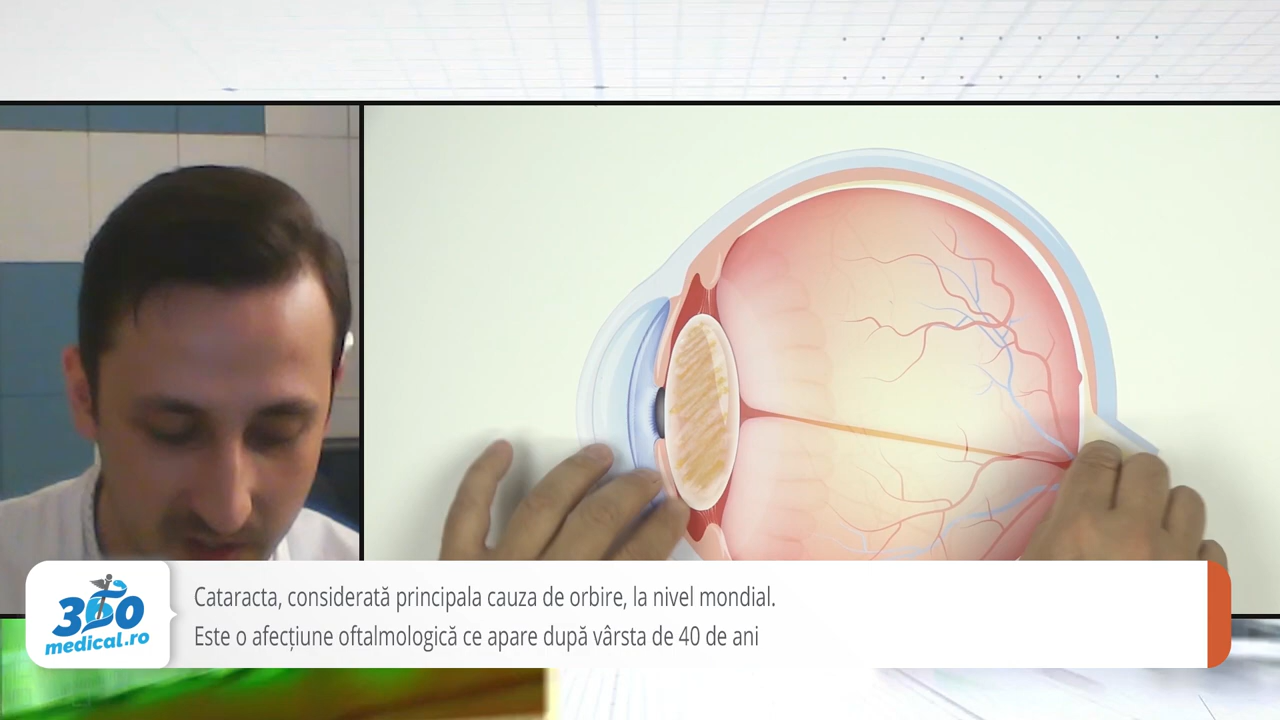 360
medical.ro
Cataracta, considerată principala cauza de orbire, la nivel mondial.
Este o afecțiune oftalmologică ce apare după vârsta de 40 de ani